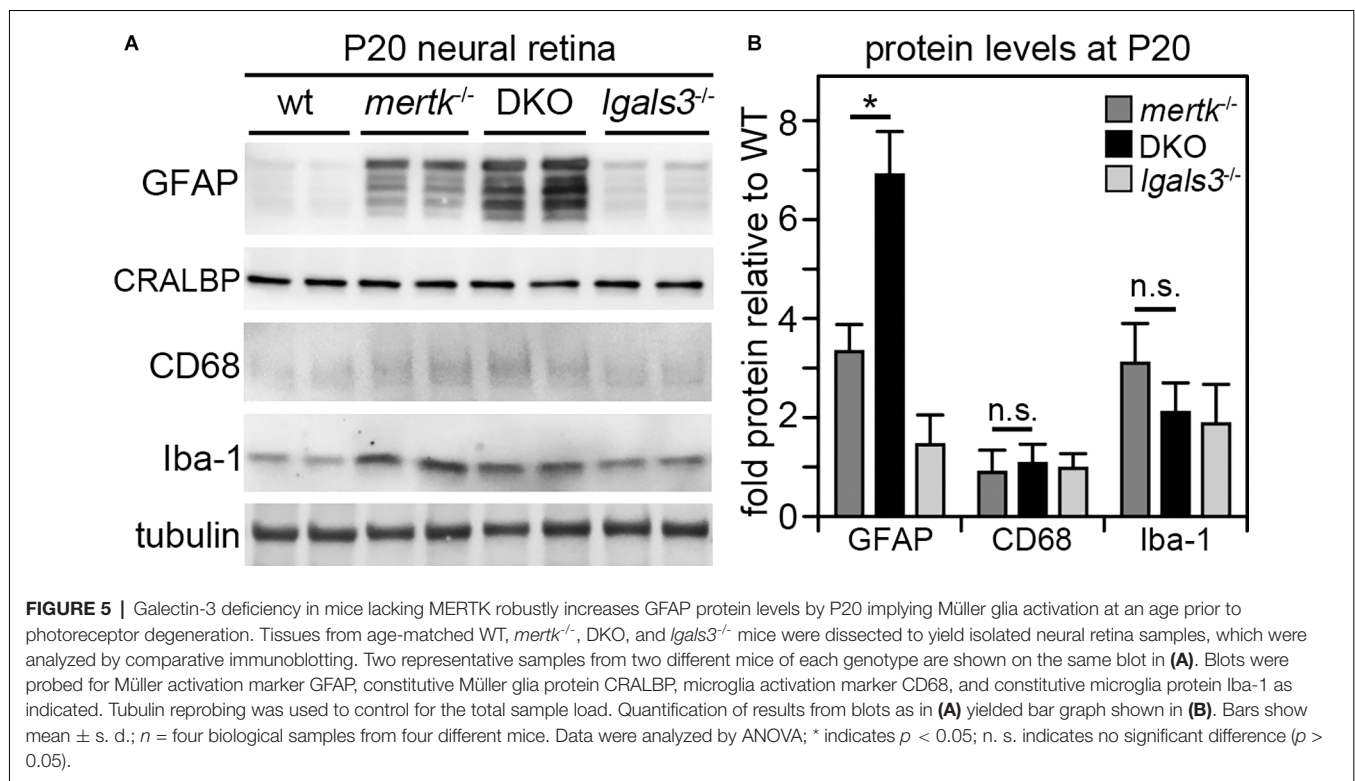 A
P20 neural retina
wt mertk-/- DKO lgals3-/-
GFAP
CRALBP
CD68
Iba-1
tubulin
B
protein levels at P20
fold protein relative to WT
8
6
4
2
0
*
n.s.
n.s.
mertk-/-
DKO
lgals3-/-
GFAP CD68 Iba-1
FIGURE 5 | Galectin-3 deficiency in mice lacking MERTK robustly increases GFAP protein levels by P20 implying Müller glia activation at an age prior to
photoreceptor degeneration. Tissues from age-matched WT, mertk-/-, DKO, and lgals3-/- mice were dissected to yield isolated neural retina samples, which were
analyzed by comparative immunoblotting. Two representative samples from two different mice of each genotype are shown on the same blot in (A). Blots were
probed for Müller activation marker GFAP, constitutive Müller glia protein CRALBP, microglia activation marker CD68, and constitutive microglia protein Iba-1 as
indicated. Tubulin reprobing was used to control for the total sample load. Quantification of results from blots as in (A) yielded bar graph shown in (B). Bars show
mean ± s. d.; n = four biological samples from four different mice. Data were analyzed by ANOVA; * indicates p < 0.05; n. s. indicates no significant difference (p >
0.05).